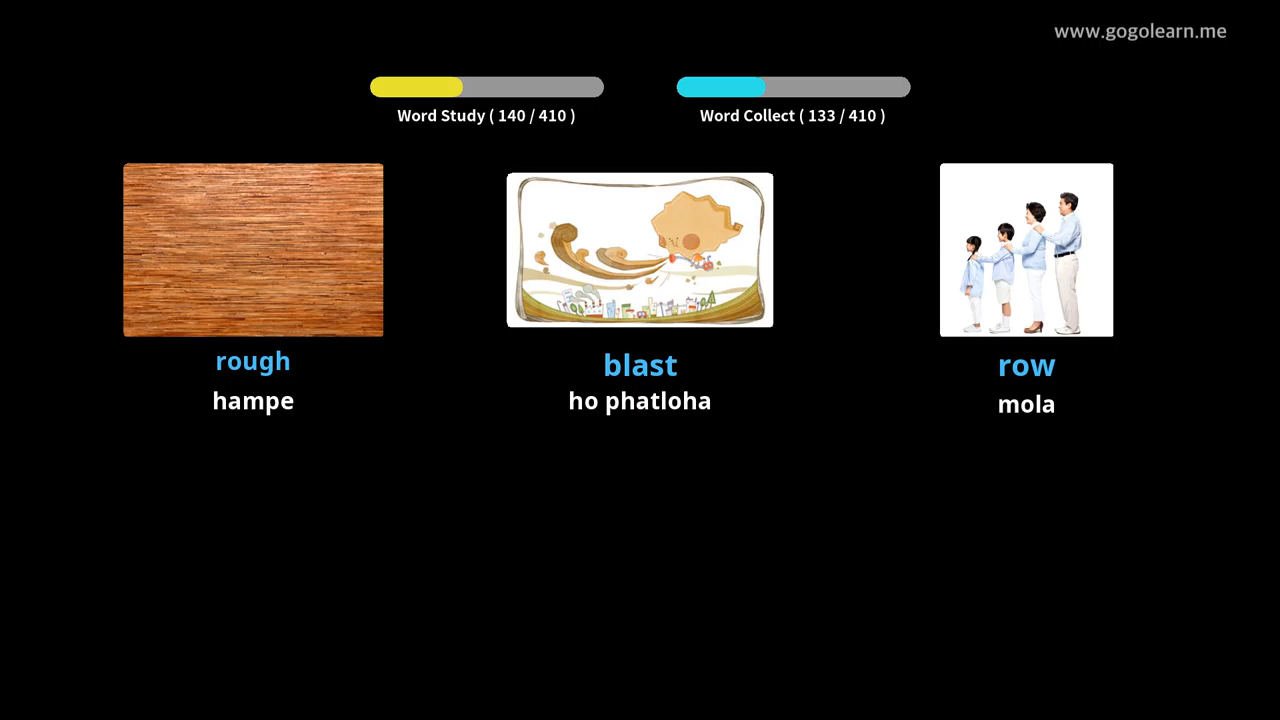 www.gogolearn.me
Word Study ( 140 / 410 )
Word Collect ( 133 / 410 )
rough
hampe
blast
ho phatloha
row
mola